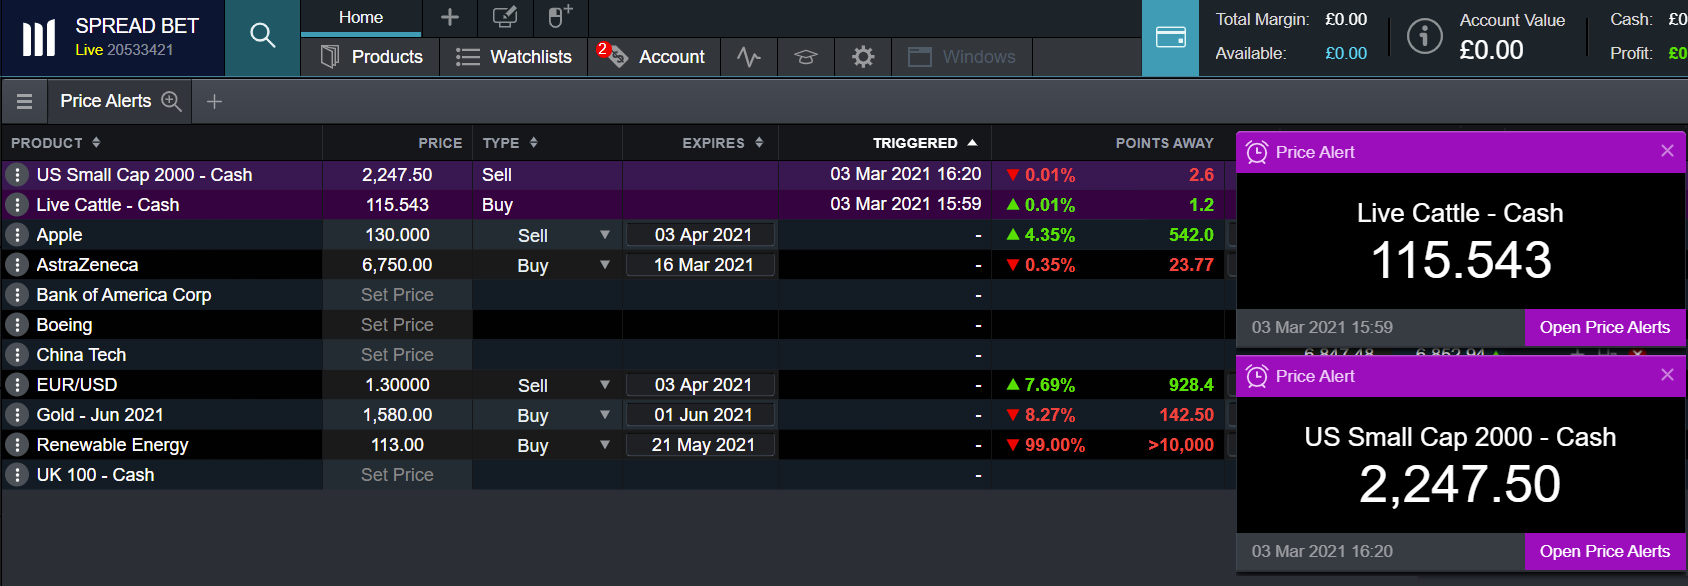 SPREAD BET
Live 20533421
Home
Products
Watchlists
2
Account
Windows
Total Margin: £0.00
Available: £0.00
Account Value
£0.00
Cash: £0
Profit: £0
Price Alerts
PRODUCT PRICE TYPE EXPIRES TRIGGERED POINTS AWAY
US Small Cap 2000 - Cash 2,247.50 Sell 03 Mar 2021 16:20 0.01% 2.6
Live Cattle - Cash 115.543 Buy 03 Mar 2021 15:59 0.01% 1.2
Apple 130.000 Sell 03 Apr 2021 - 4.35% 542.0
AstraZeneca 6,750.00 Buy 16 Mar 2021 - 0.35% 23.77
Bank of America Corp Set Price -
Boeing Set Price -
China Tech Set Price -
EUR/USD 1.30000 Sell 03 Apr 2021 - 7.69% 928.4
Gold - Jun 2021 1,580.00 Buy 01 Jun 2021 - 8.27% 142.50
Renewable Energy 113.00 Buy 21 May 2021 - 99.00% >10,000
UK 100 - Cash Set Price -
Price Alert
Live Cattle - Cash
115.543
03 Mar 2021 15:59 Open Price Alerts
Price Alert
US Small Cap 2000 - Cash
2,247.50
03 Mar 2021 16:20 Open Price Alerts